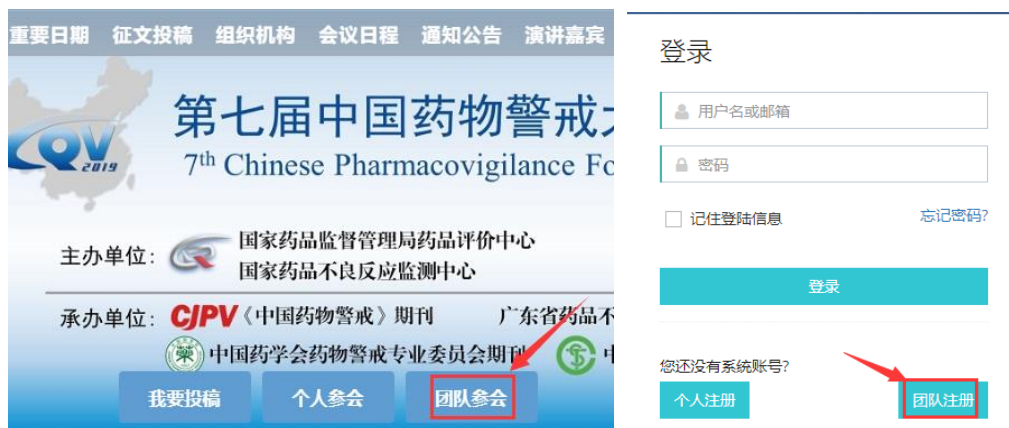 重要日期 征文投稿 组织机构 会议日程 通知公告 演讲嘉宾
CQV
2019
第七届中国药物警戒
7th Chinese Pharmacovigilance
主办单位：
国家药品监督管理局药品评价中心
国家药品不良反应监测中心
承办单位： CJPV《中国药物警戒》期刊 广东省药品不
中国药学会药物警戒专业委员会期刊
我要投稿 个人参会 团队参会
登录
用户名或邮箱
密码
记住登陆信息 忘记密码?
登录
您还没有系统账号?
个人注册 团队注册